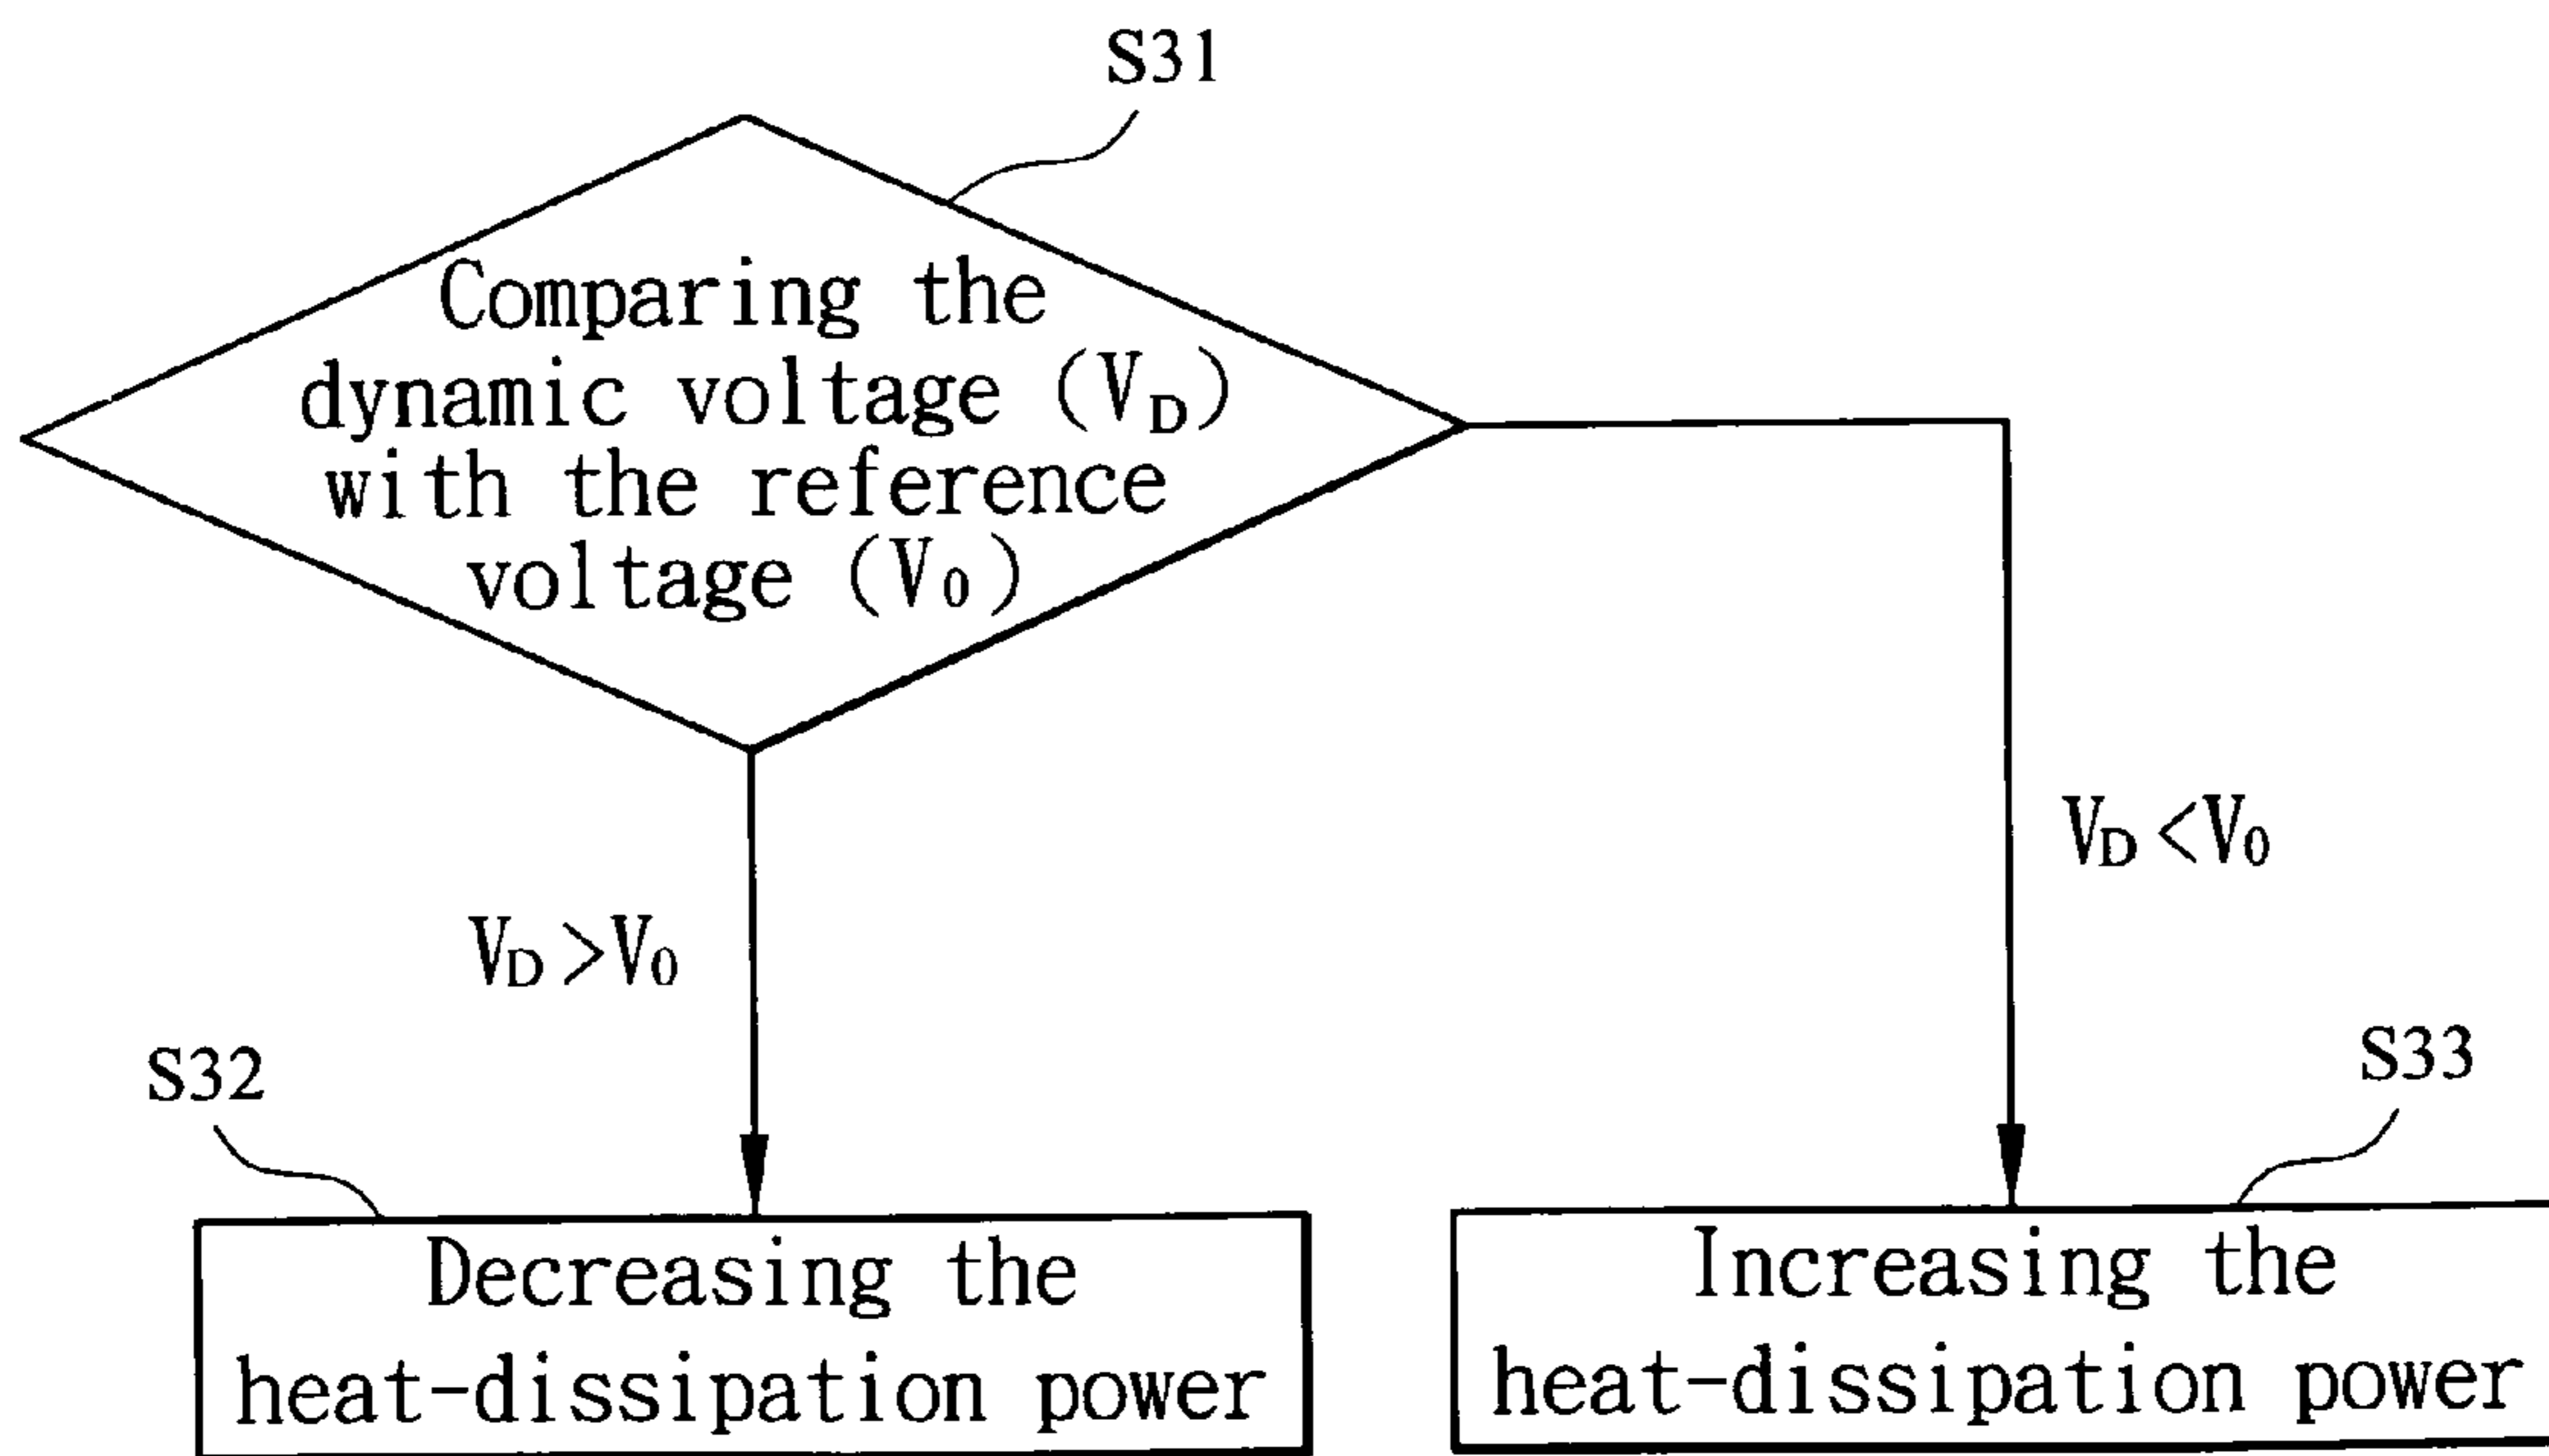 S31
Comparing the
dynamic voltage (V_D)
with the reference
voltage (V_0)
V_D<V_0
V_D>V_0
S32
S33
Decreasing the
heat-dissipation power
Increasing the
heat-dissipation power